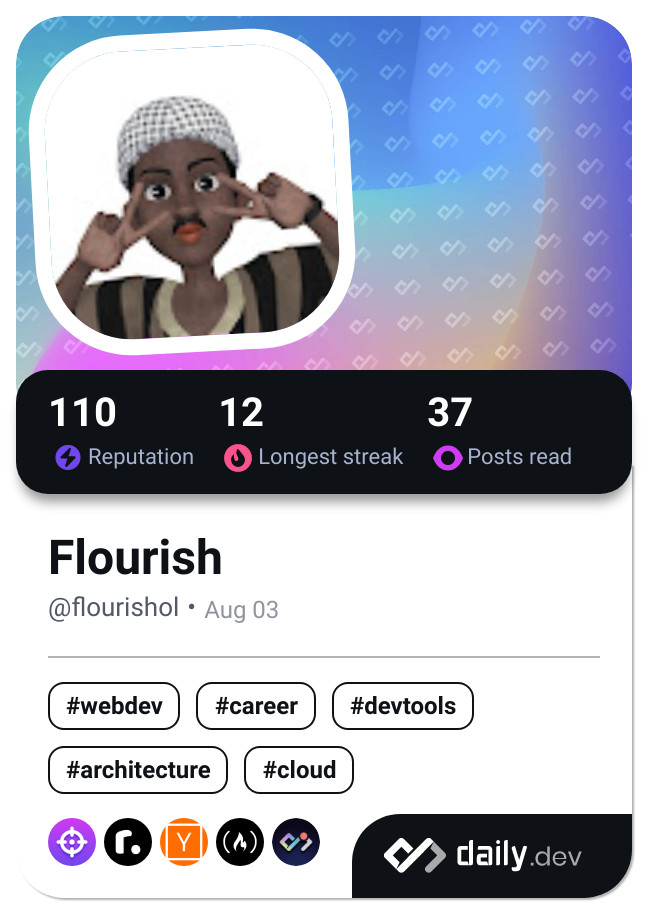 110 12 37
Reputation Longest streak Posts read
Flourish
@flourishol • Aug 03
#webdev #career #devtools
#architecture #cloud
r. Y
daily.dev